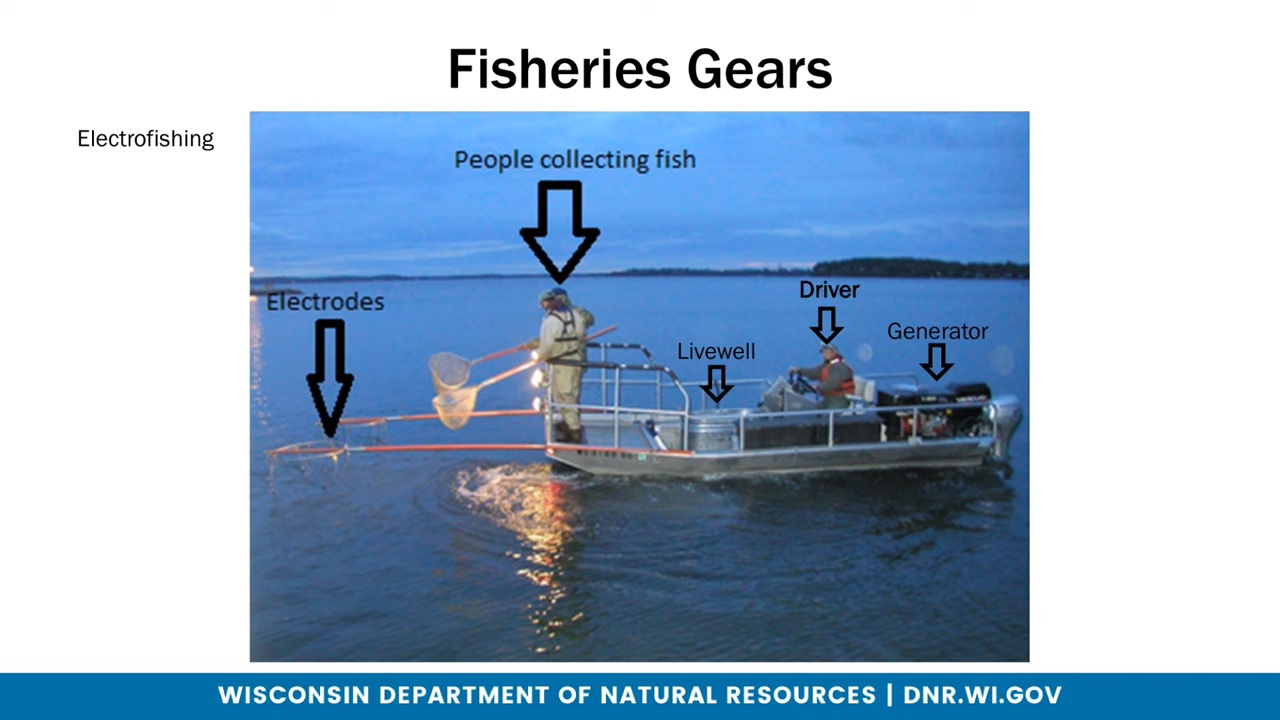 Fisheries Gears
Electrofishing
People collecting fish
Electrodes
Driver
Generator
Livewell
WISCONSIN DEPARTMENT OF NATURAL RESOURCES | DNR.WI.GOV